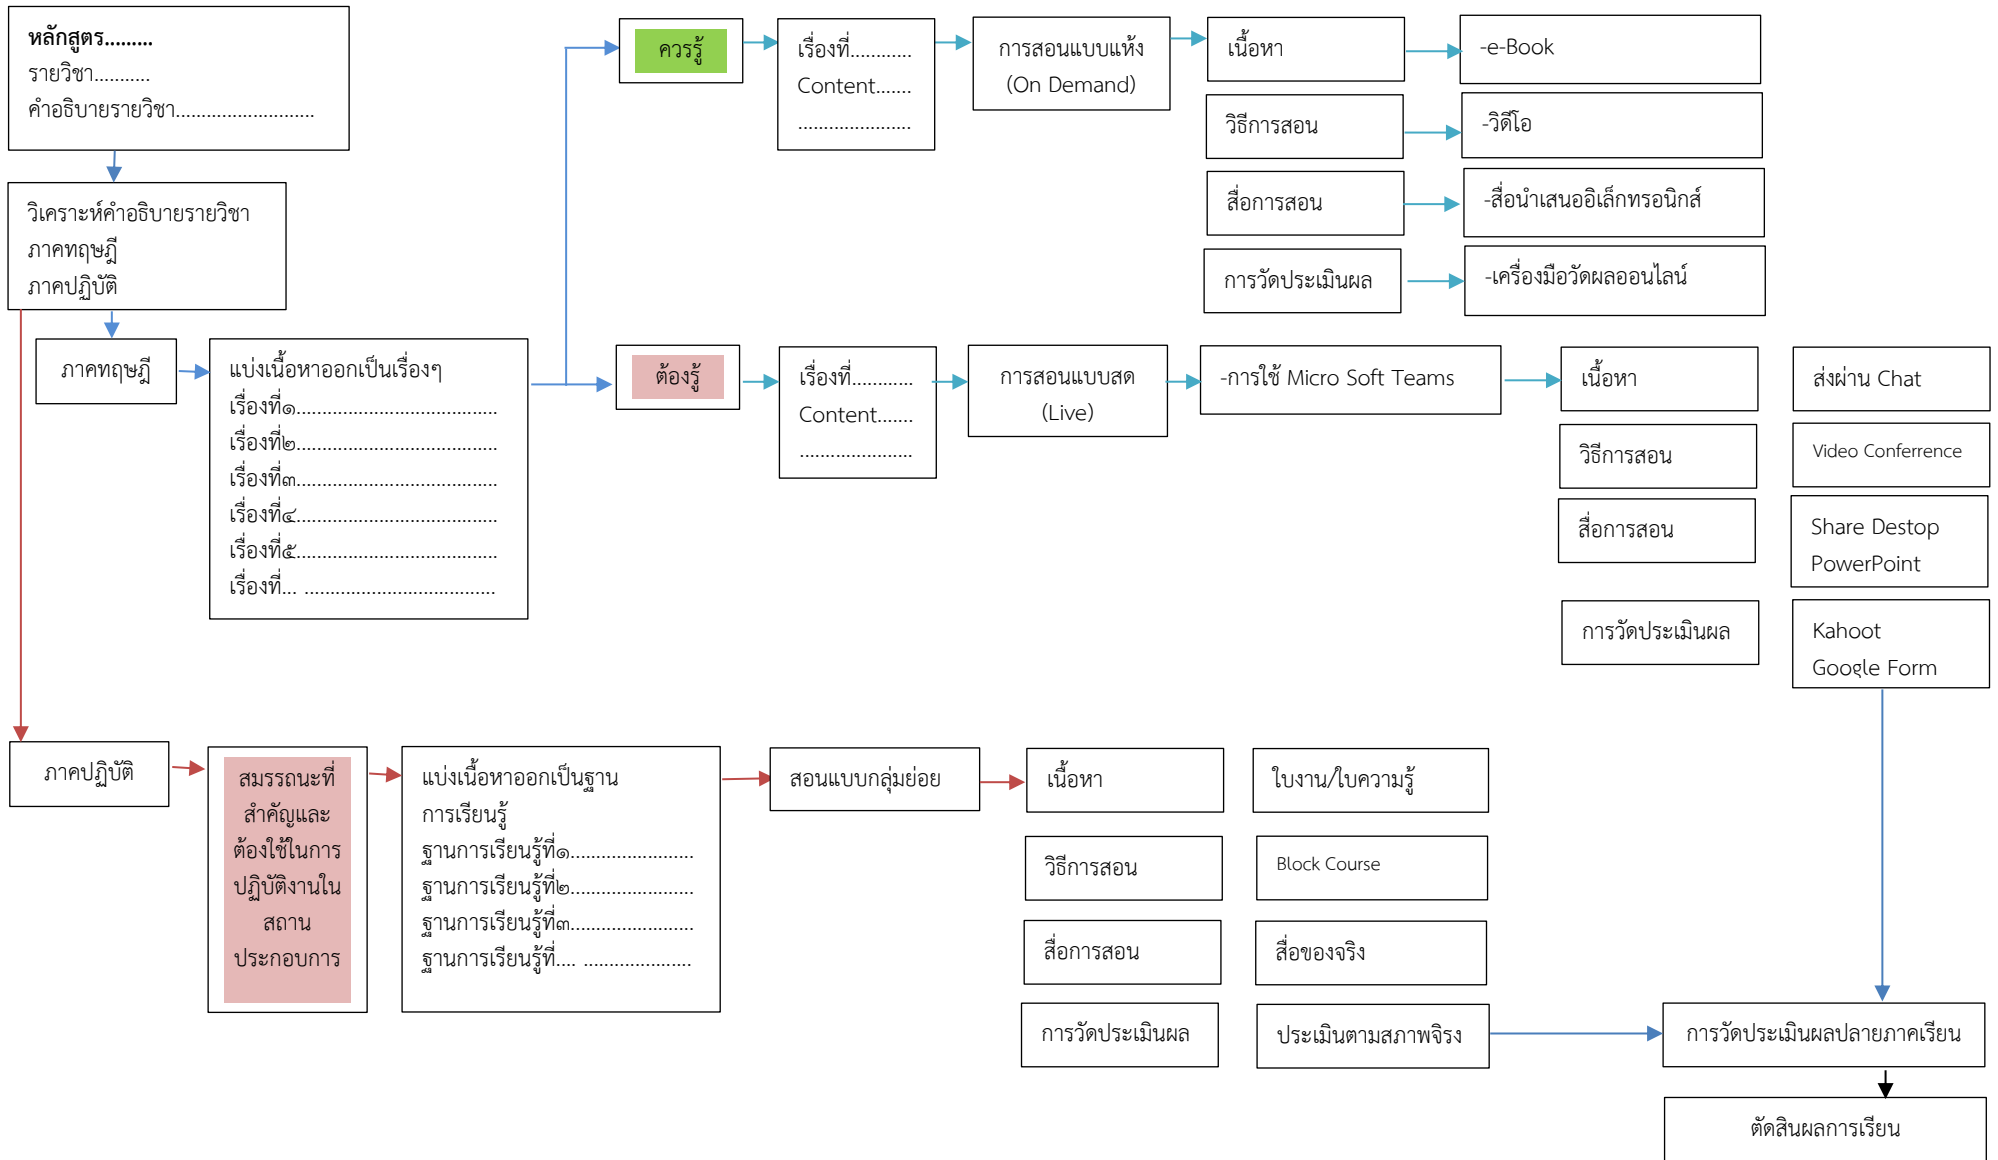 หลักสูตร.........
รายวิชา...........
คำอธิบายรายวิชา...........................
วิเคราะห์คำอธิบายรายวิชา
ภาคทฤษฎี
ภาคปฏิบัติ
ภาคทฤษฎี
แบ่งเนื้อหาออกเป็นเรื่องๆ
เรื่องที่๑.......................................
เรื่องที่๒.......................................
เรื่องที่๓.......................................
เรื่องที่๔.......................................
เรื่องที่๕.......................................
เรื่องที่... .....................................
ควรรู้
เรื่องที่............
Content.......
......................
การสอนแบบแห้ง
(On Demand)
เนื้อหา
-e-Book
วิธีการสอน
-วิดีโอ
สื่อการสอน
-สื่อนำเสนออิเล็กทรอนิกส์
การวัดประเมินผล
-เครื่องมือวัดผลออนไลน์
ต้องรู้
เรื่องที่............
Content.......
......................
การสอนแบบสด
(Live)
-การใช้ Micro Soft Teams
เนื้อหา
ส่งผ่าน Chat
วิธีการสอน
Video Conferrence
สื่อการสอน
Share Destop
PowerPoint
การวัดประเมินผล
Kahoot
Google Form
ภาคปฏิบัติ
สมรรถนะที่
สำคัญและ
ต้องใช้ในการ
ปฏิบัติงานใน
สถาน
ประกอบการ
แบ่งเนื้อหาออกเป็นฐาน
การเรียนรู้
ฐานการเรียนรู้ที่๑........................
ฐานการเรียนรู้ที่๒........................
ฐานการเรียนรู้ที่๓........................
ฐานการเรียนรู้ที่.... .....................
สอนแบบกลุ่มย่อย
เนื้อหา
ใบงาน/ใบความรู้
วิธีการสอน
Block Course
สื่อการสอน
สื่อของจริง
การวัดประเมินผล
ประเมินตามสภาพจริง
การวัดประเมินผลปลายภาคเรียน
ตัดสินผลการเรียน